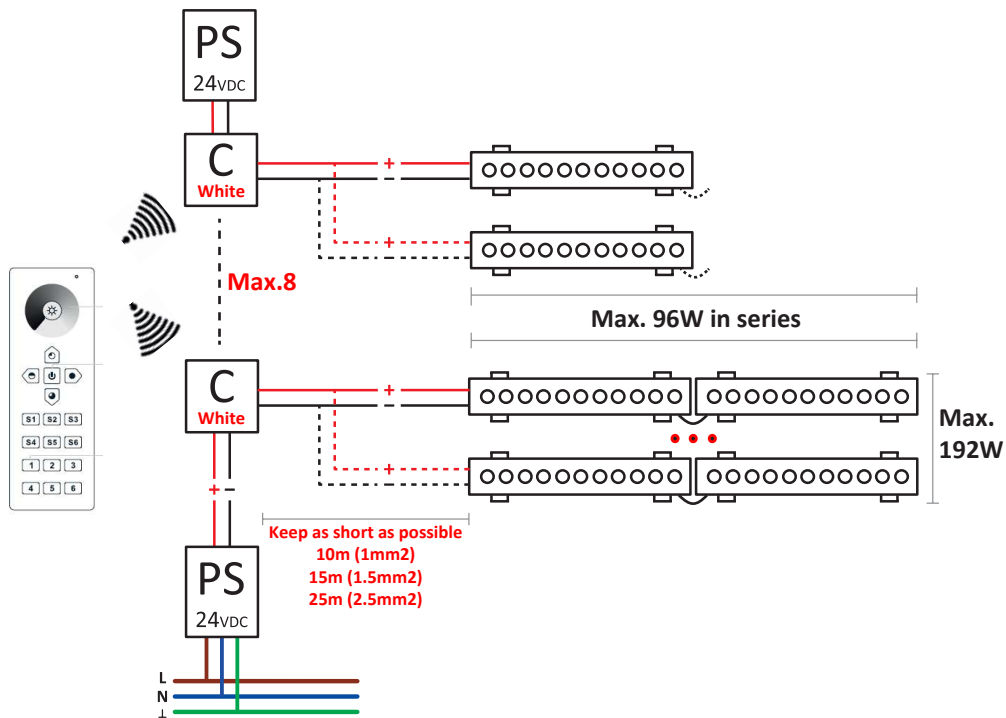 PS
24VDC
C
White
+
–
+
–
Max.8
Max. 96W in series
C
White
+
–
+
–
Max.
192W
S1 S2 S3
S4 S5 S6
1 2 3
4 5 6
+ –
Keep as short as possible
10m (1mm2)
15m (1.5mm2)
25m (2.5mm2)
PS
24VDC
L
N
⊥